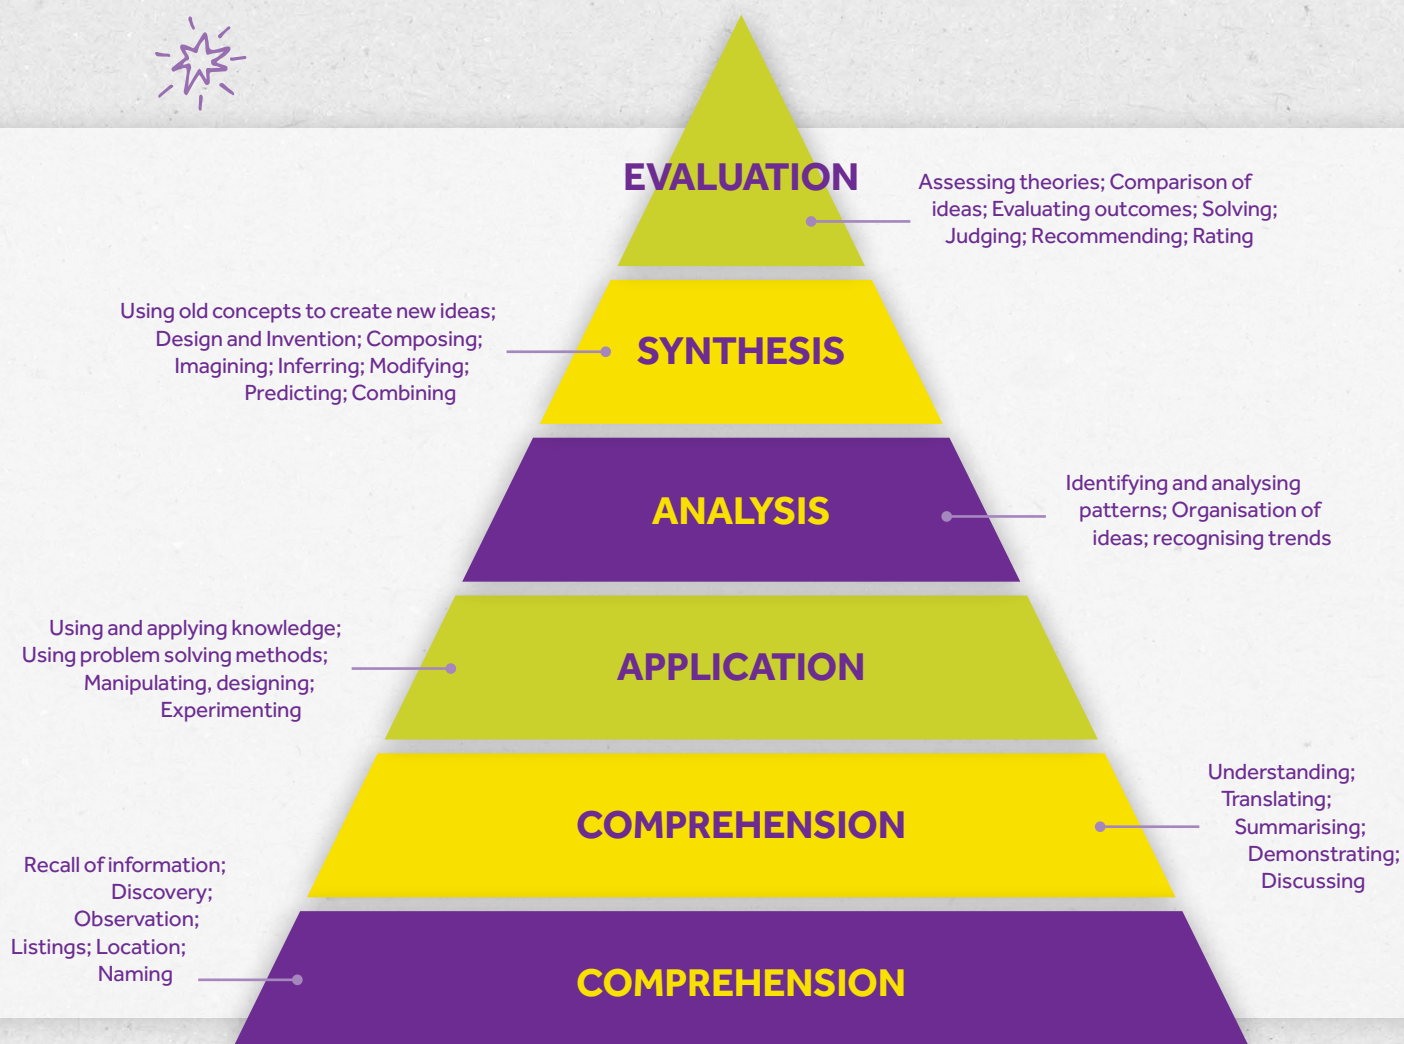 EVALUATION
Assessing theories; Comparison of
ideas; Evaluating outcomes; Solving;
Judging; Recommending; Rating
Using old concepts to create new ideas;
Design and Invention; Composing;
Imagining; Inferring; Modifying;
Predicting; Combining
SYNTHESIS
ANALYSIS
Identifying and analysing
patterns; Organisation of
ideas; recognising trends
Using and applying knowledge;
Using problem solving methods;
Manipulating, designing;
Experimenting
APPLICATION
COMPREHENSION
Understanding;
Translating;
Summarising;
Demonstrating;
Discussing
Recall of information;
Discovery;
Observation;
Listings; Location;
Naming
COMPREHENSION